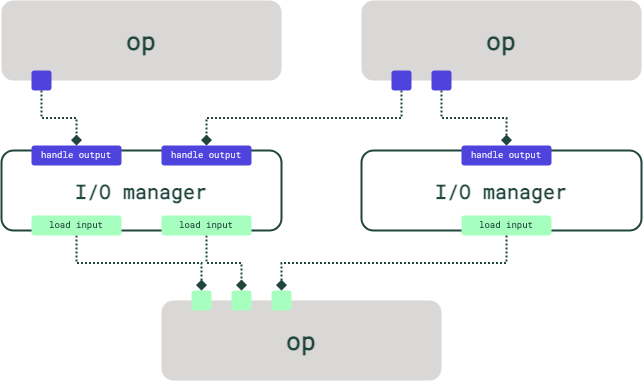 op
op
handle output
handle output
handle output
I/O manager
I/O manager
load input
load input
load input
op